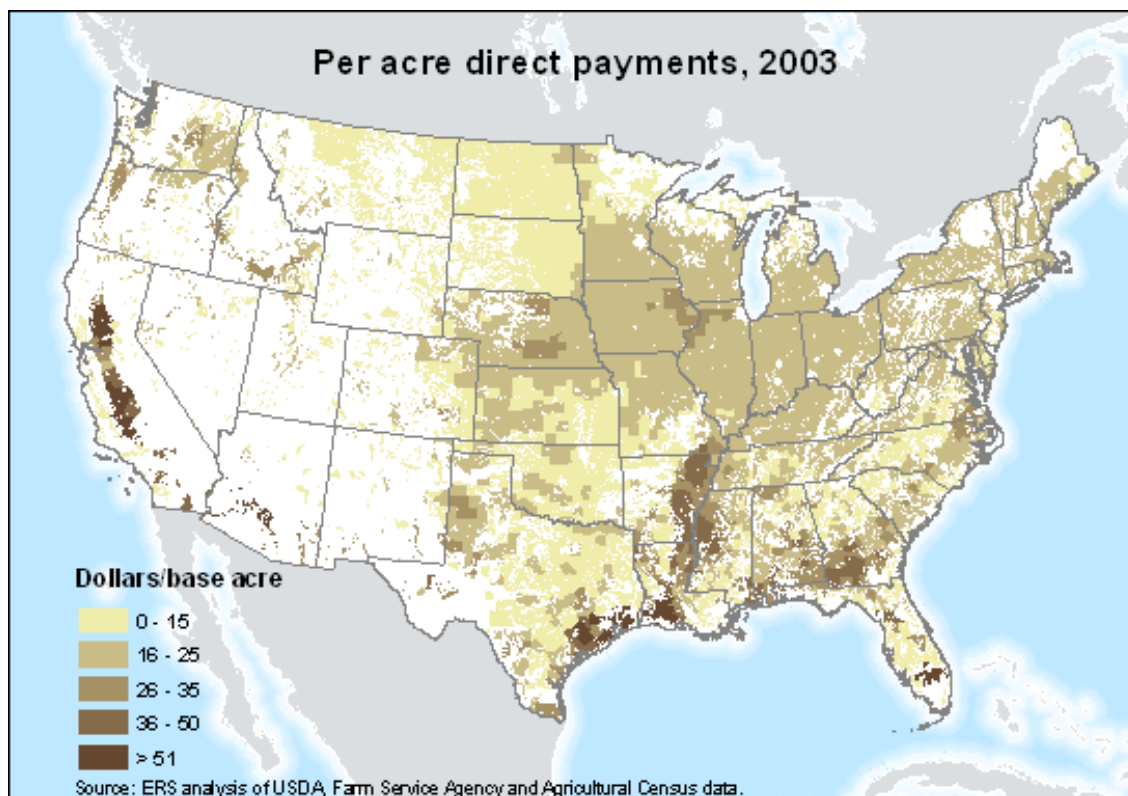 Per acre direct payments, 2003
Dollars/base acre
0 - 15
16 - 25
26 - 35
36 - 50
> 51
Source: ERS analysis of USDA, Farm Service Agency and Agricultural Census data.